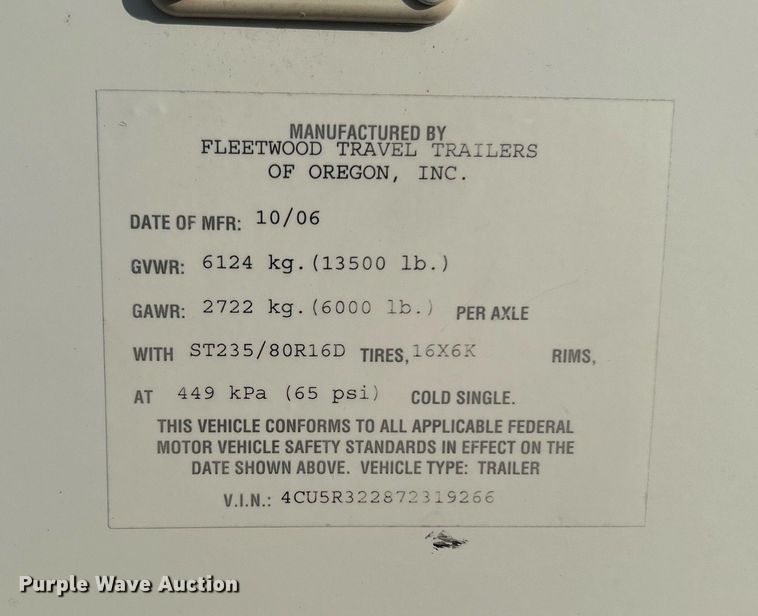 MANUFACTURED BY
FLEETWOOD TRAVEL TRAILERS
OF OREGON, INC.
DATE OF MFR: 10/06
GVWR: 6124 kg.(13500 lb.)
GAWR: 2722 kg.(6000 lb.) PER AXLE
WITH ST235/80R16D TIRES, 16X6K RIMS,
AT 449 kPa (65 psi) COLD SINGLE.
THIS VEHICLE CONFORMS TO ALL APPLICABLE FEDERAL
MOTOR VEHICLE SAFETY STANDARDS IN EFFECT ON THE
DATE SHOWN ABOVE. VEHICLE TYPE: TRAILER
V.I.N.: 4CU5R322872319266
Purple Wave Auction